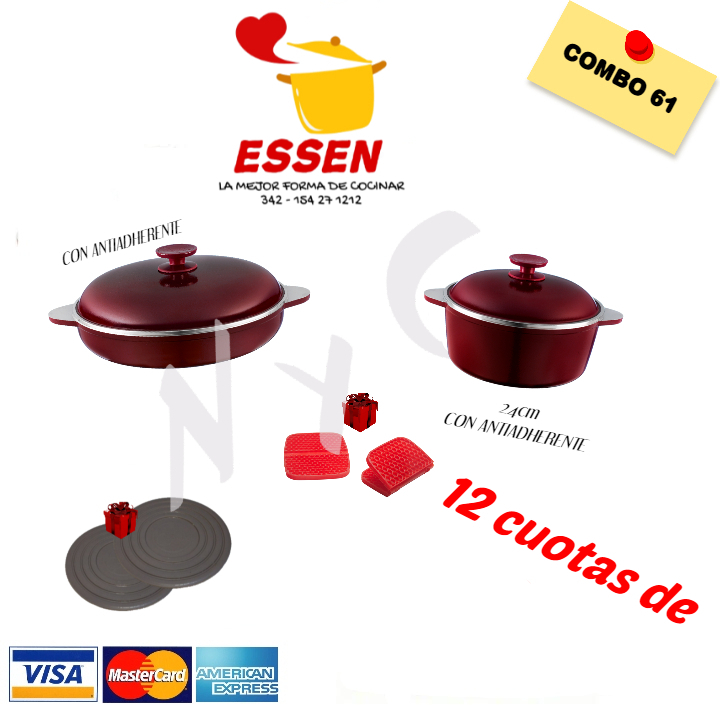 COMBO 61
ESSEN
LA MEJOR FORMA DE COCINAR
342 - 154 27 1212
CON ANTIADHERENTE
NyC
24cm
CON ANTIADHERENTE
12 cuotas de
VISA
MasterCard
AMERICAN
EXPRESS